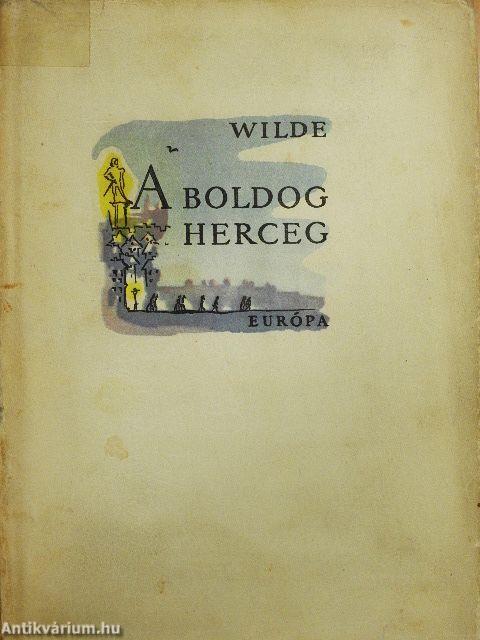 WILDE
A BOLDOG
HERCEG
EURÓPA
Antikvárium.hu